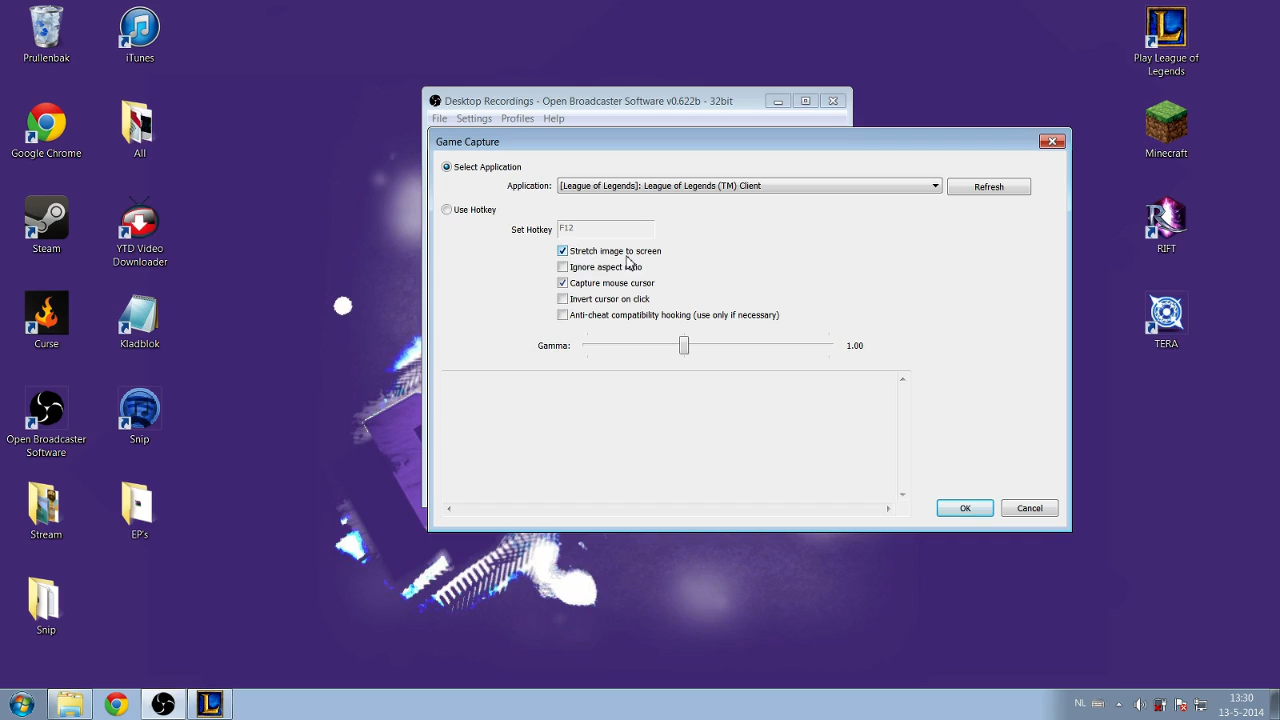 Prullenbak
iTunes
Play League of
Legends
Google Chrome
All
Minecraft
Steam
YTD Video
Downloader
RIFT
Curse
Kladblok
TERA
Open Broadcaster
Software
Snip
Stream
EP's
Snip
Desktop Recordings - Open Broadcaster Software v0.622b - 32bit
File Settings Profiles Help
Game Capture
Select Application
Application: [League of Legends]: League of Legends (TM) Client Refresh
Use Hotkey
Set Hotkey F12
Stretch image to screen
Ignore aspect ratio
Capture mouse cursor
Invert cursor on click
Anti-cheat compatibility hooking (use only if necessary)
Gamma: 1.00
OK Cancel
NL
13:30
13-5-2014